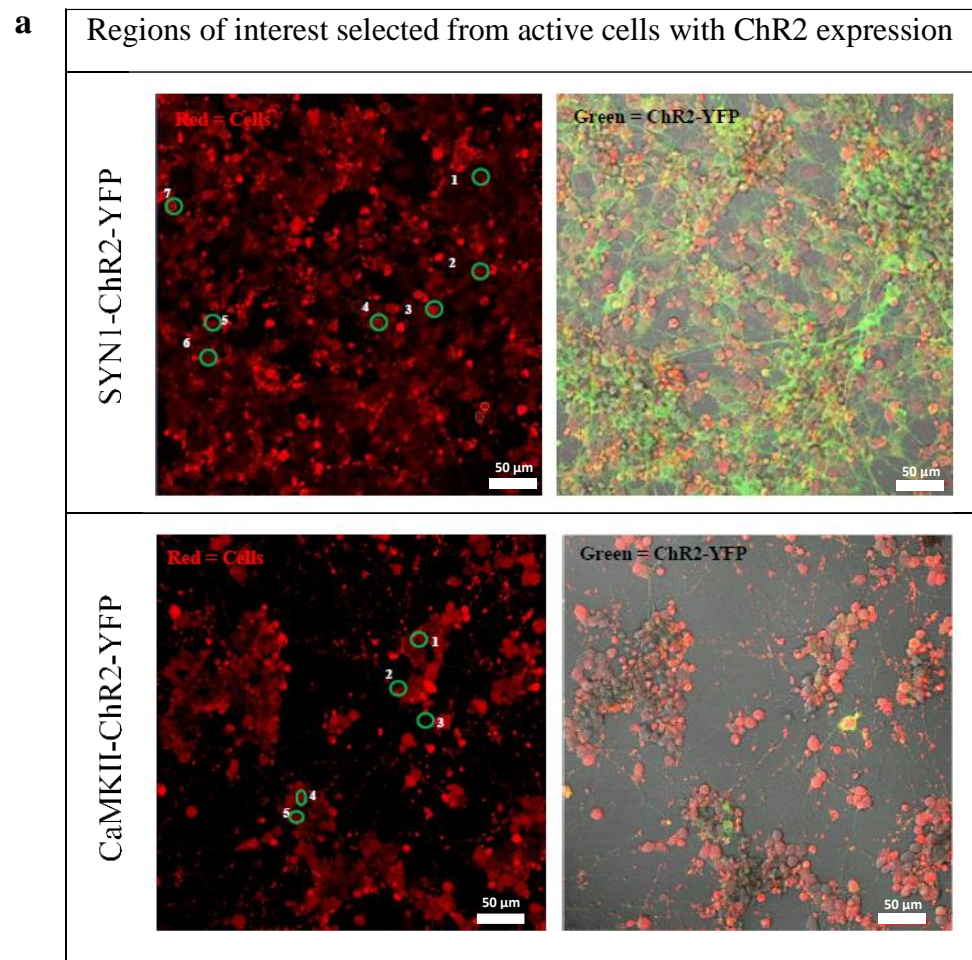 a
Regions of interest selected from active cells with ChR2 expression
SYN1-ChR2-YFP
Red = Cells
1
7
2
3
4
5
6
50 µm
Green = ChR2-YFP
50 µm
CaMKII-ChR2-YFP
Red = Cells
1
2
3
4
5
50 µm
Green = ChR2-YFP
50 µm